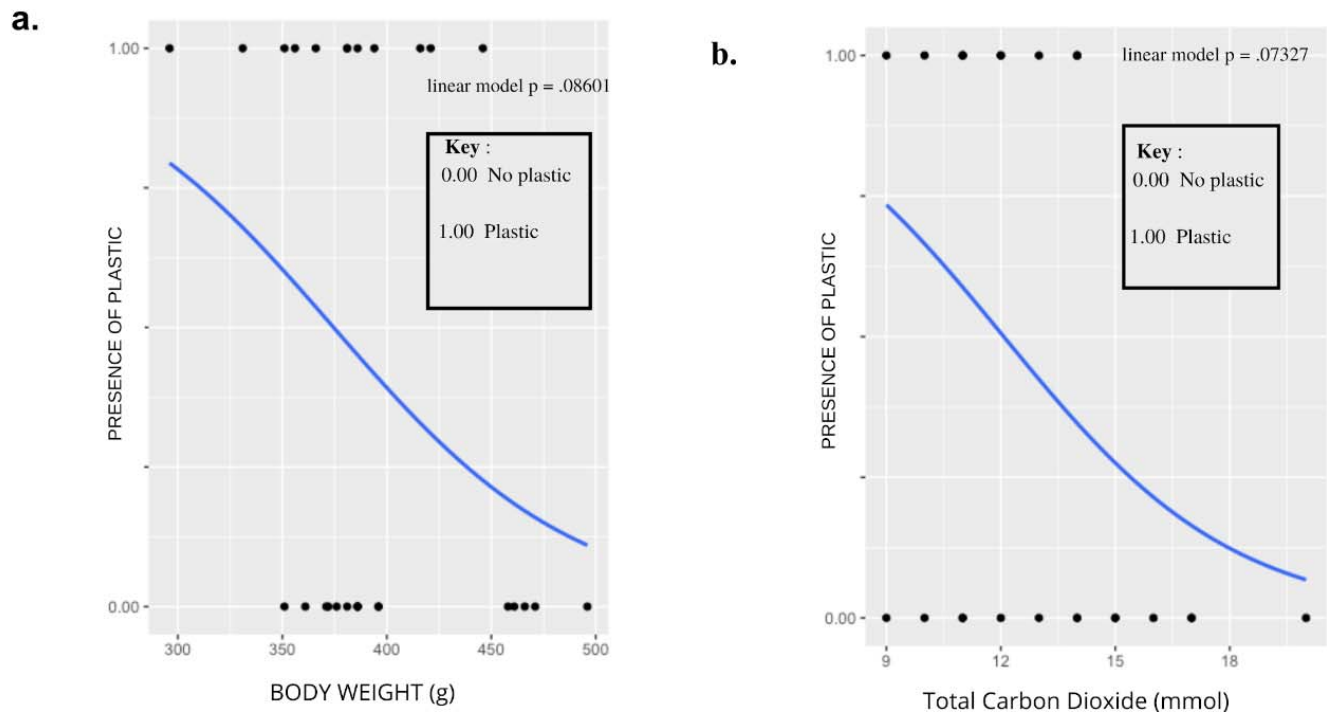 a.
1.00
linear model p = .08601
Key :
0.00 No plastic
1.00 Plastic
PRESENCE OF PLASTIC
0.00
300 350 400 450 500
BODY WEIGHT (g)
b.
1.00
linear model p = .07327
Key :
0.00 No plastic
1.00 Plastic
PRESENCE OF PLASTIC
0.00
9 12 15 18
Total Carbon Dioxide (mmol)